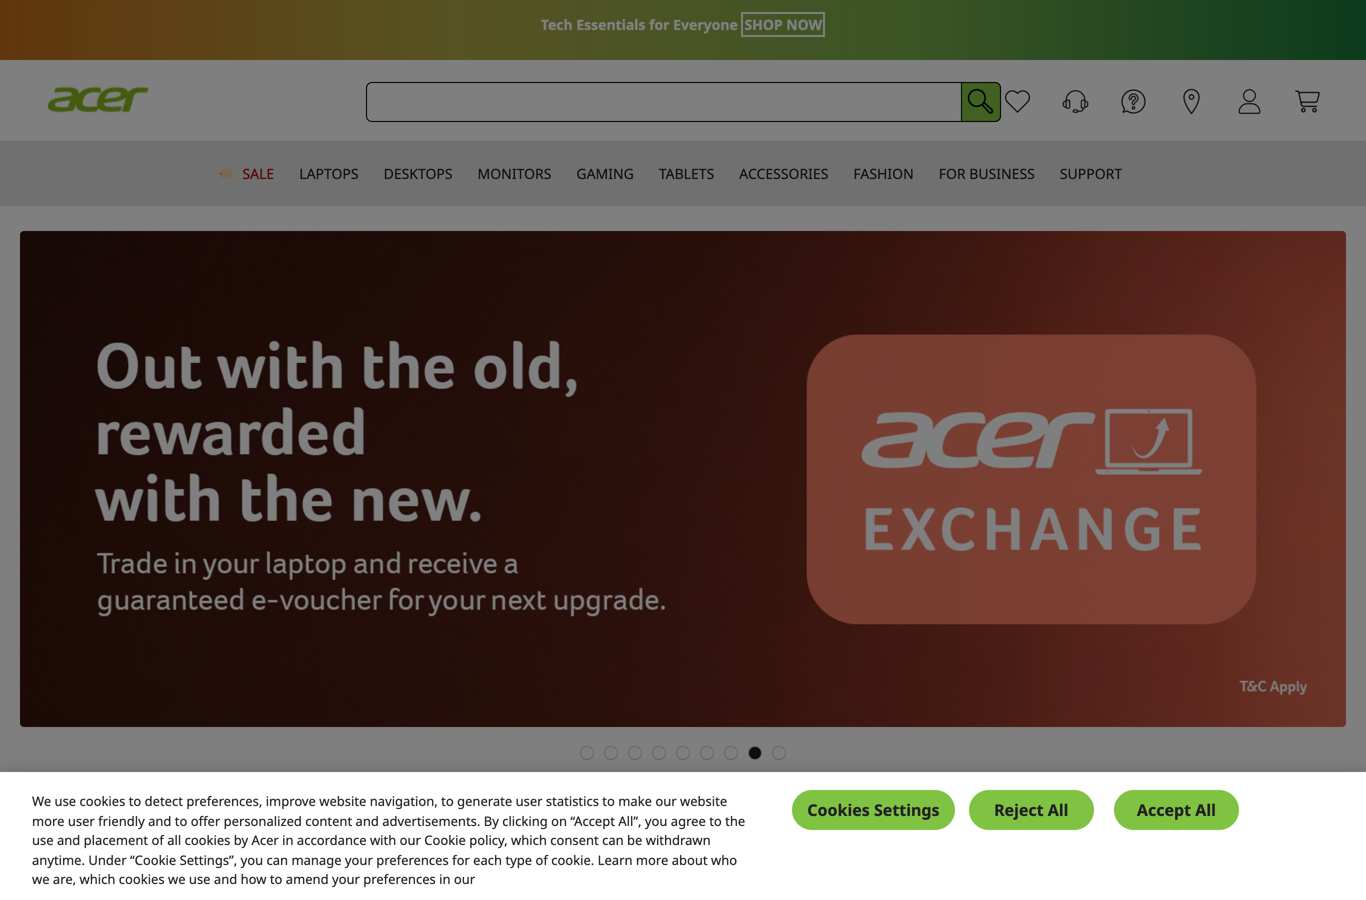 Tech Essentials for Everyone SHOP NOW
acer
SALE LAPTOPS DESKTOPS MONITORS GAMING TABLETS ACCESSORIES FASHION FOR BUSINESS SUPPORT
Out with the old,
rewarded
with the new.
Trade in your laptop and receive a
guaranteed e-voucher for your next upgrade.
acer
EXCHANGE
T&C Apply
We use cookies to detect preferences, improve website navigation, to generate user statistics to make our website
more user friendly and to offer personalized content and advertisements. By clicking on “Accept All”, you agree to the
use and placement of all cookies by Acer in accordance with our Cookie policy, which consent can be withdrawn
anytime. Under “Cookie Settings”, you can manage your preferences for each type of cookie. Learn more about who
we are, which cookies we use and how to amend your preferences in our
Cookies Settings
Reject All
Accept All